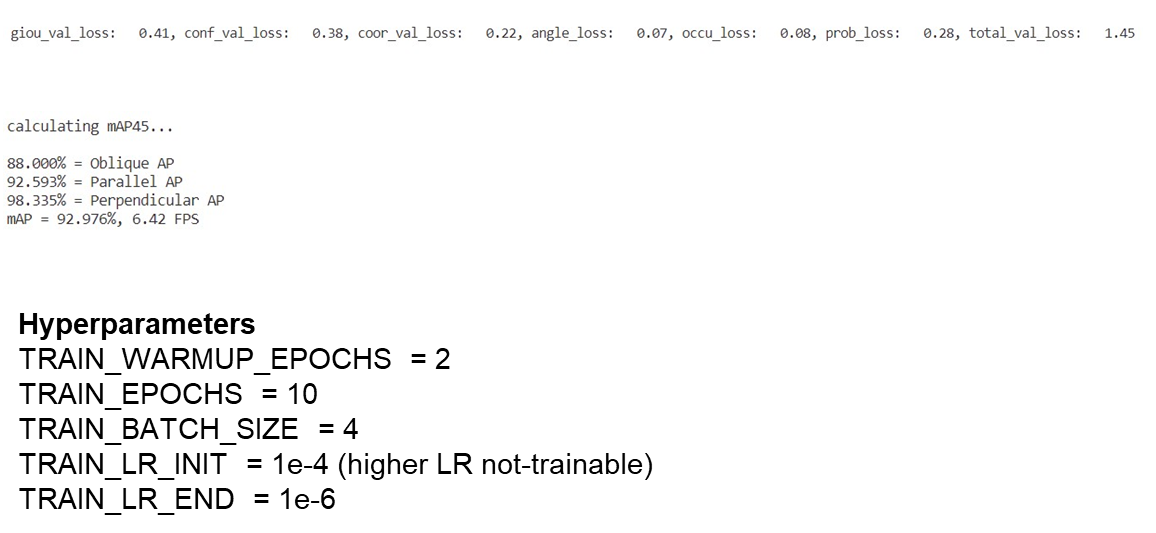 giou_val_loss:   0.41, conf_val_loss:   0.38, coor_val_loss:   0.22, angle_loss:   0.07, occu_loss:   0.08, prob_loss:   0.28, total_val_loss:   1.45
calculating mAP45...
88.000% = Oblique AP
92.593% = Parallel AP
98.335% = Perpendicular AP
mAP = 92.976%, 6.42 FPS
Hyperparameters
TRAIN_WARMUP_EPOCHS  = 2
TRAIN_EPOCHS  = 10
TRAIN_BATCH_SIZE  = 4
TRAIN_LR_INIT  = 1e-4 (higher LR not-trainable)
TRAIN_LR_END  = 1e-6